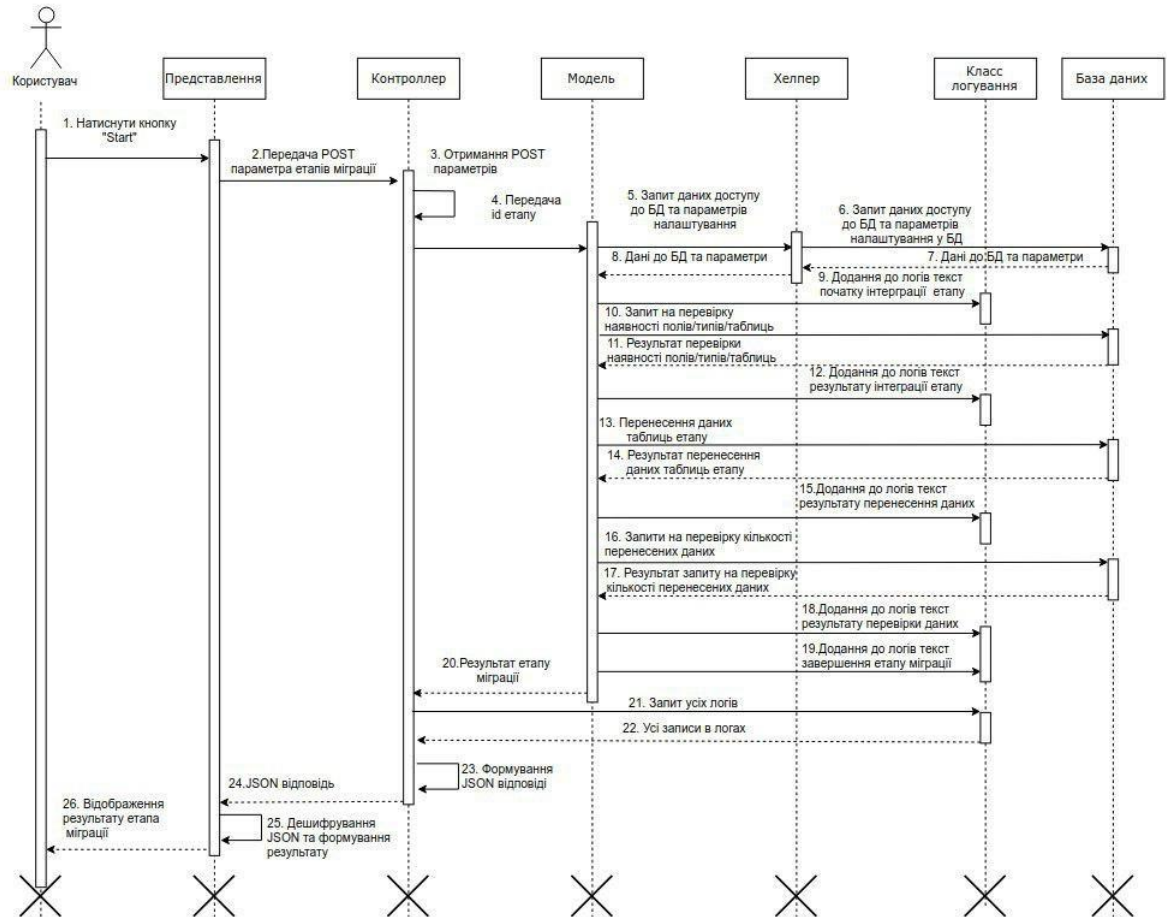 Користувач
Представлення
Контроллер
Модель
Хелпер
Класс
логування
База даних
1. Натиснути кнопку
"Start"
2.Передача POST
параметра етапів міграції
3. Отримання POST
параметрів
4. Передача
id етапу
5. Запит даних доступу
до БД та параметрів
налаштування
6. Запит даних доступу
до БД та параметрів
налаштування у БД
7. Дані до БД та параметри
8. Дані до БД та параметри
9. Додання до логів текст
початку інтерграції етапу
10. Запит на перевірку
наявності полів/типів/таблиць
11. Результат перевірки
наявності полів/типів/таблиць
12. Додання до логів текст
результату інтеграції етапу
13. Перенесення даних
таблиць етапу
14. Результат перенесення
даних таблиць етапу
15.Додання до логів текст
результату перенесення даних
16. Запити на перевірку кількості
перенесених даних
17. Результат запиту на перевірку
кількості перенесених даних
18.Додання до логів текст
результату перевірки даних
19.Додання до логів текст
завершення етапу міграції
20.Результат етапу
міграції
21. Запит усіх логів
22. Усі записи в логах
23. Формування
JSON відповіді
24.JSON відповідь
25. Дешифрування
JSON та формування
результату
26. Відображення
результату етапа
міграції